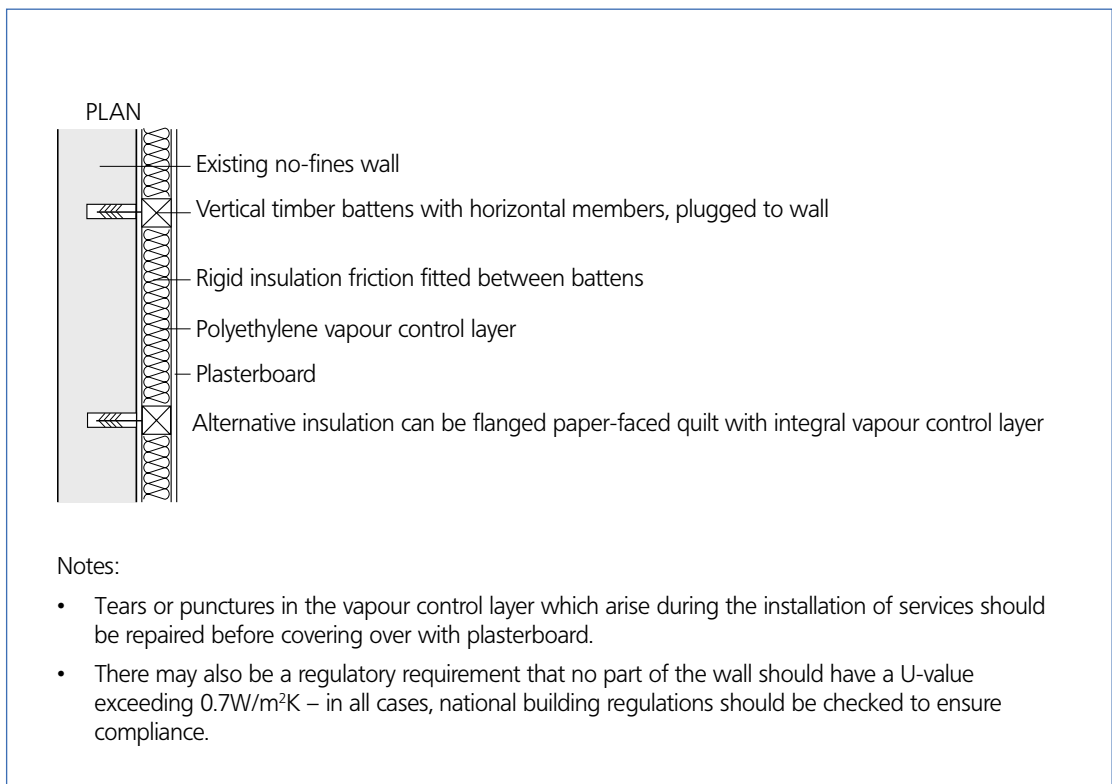 PLAN
Existing no-fines wall
Vertical timber battens with horizontal members, plugged to wall
Rigid insulation friction fitted between battens
Polyethylene vapour control layer
Plasterboard
Alternative insulation can be flanged paper-faced quilt with integral vapour control layer
Notes:
• Tears or punctures in the vapour control layer which arise during the installation of services should
be repaired before covering over with plasterboard.
• There may also be a regulatory requirement that no part of the wall should have a U-value
exceeding 0.7W/m²K – in all cases, national building regulations should be checked to ensure
compliance.